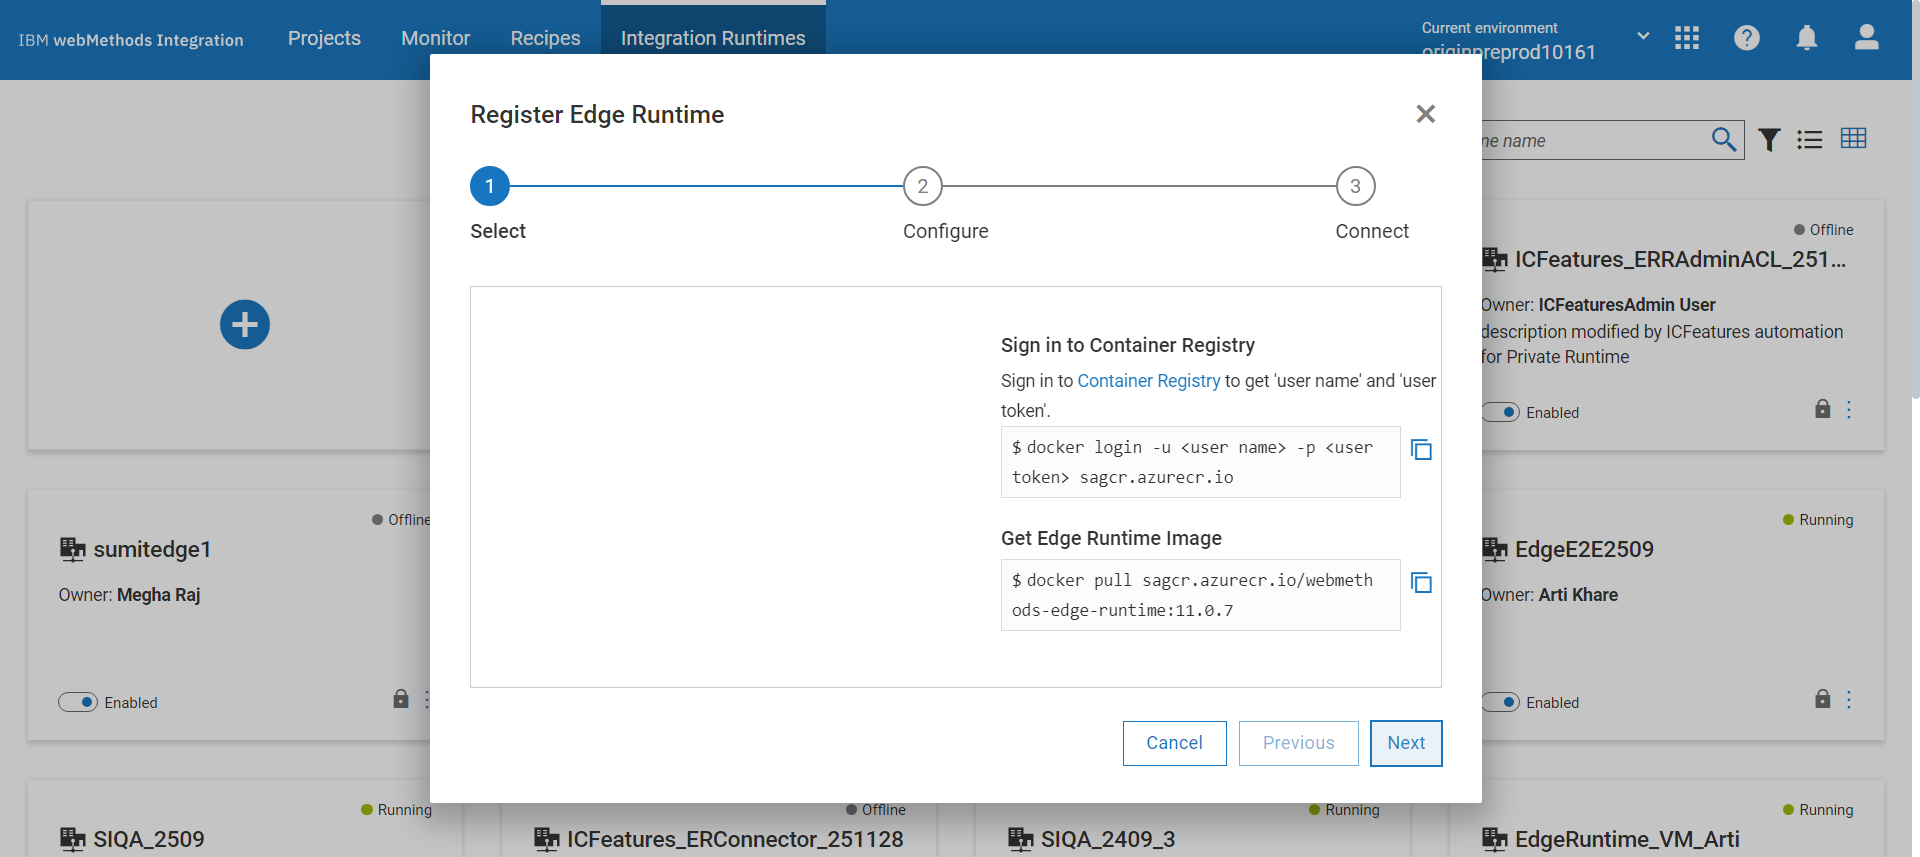 IBM webMethods Integration
Projects
Monitor
Recipes
Integration Runtimes
Current environment
originpreprod10161
Register Edge Runtime
1
2
3
Select
Configure
Connect
Sign in to Container Registry
Sign in to Container Registry to get 'user name' and 'user
token'.
$ docker login -u <user name> -p <user
token> sagcr.azurecr.io
Get Edge Runtime Image
$ docker pull sagcr.azurecr.io/webmeth
ods-edge-runtime:11.0.7
Cancel
Previous
Next
name
Offline
ICFeatures_ERRAdminACL_251...
Owner: ICFeaturesAdmin User
description modified by ICFeatures automation
for Private Runtime
Enabled
Offline
sumitedge1
Owner: Megha Raj
Enabled
Running
EdgeE2E2509
Owner: Arti Khare
Enabled
Running
SIQA_2509
Offline
ICFeatures_ERConnector_251128
Running
SIQA_2409_3
Running
EdgeRuntime_VM_Arti